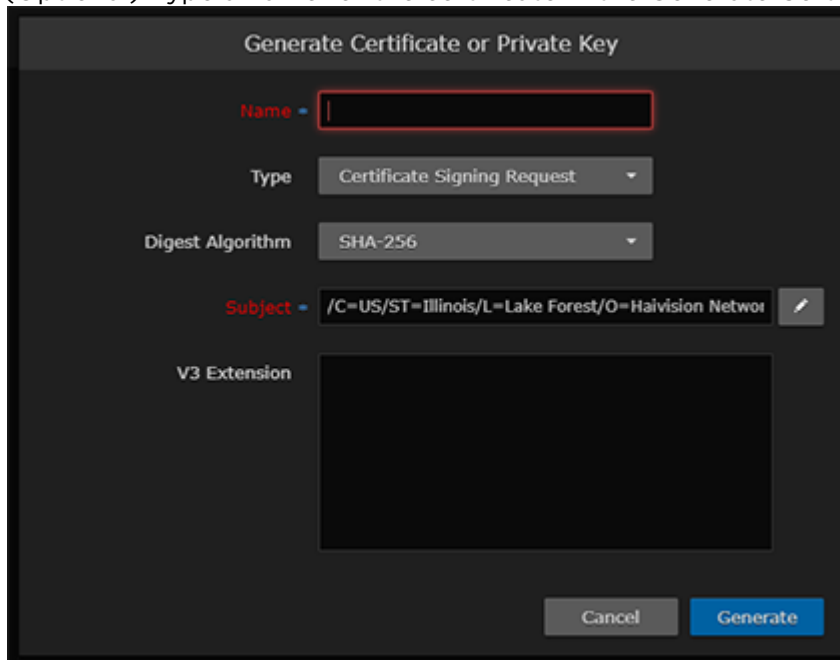 Generate Certificate or Private Key
Name
Type Certificate Signing Request
Digest Algorithm SHA-256
Subject /C=US/ST=Illinois/L=Lake Forest/O=Haivision Networ
V3 Extension
Cancel Generate